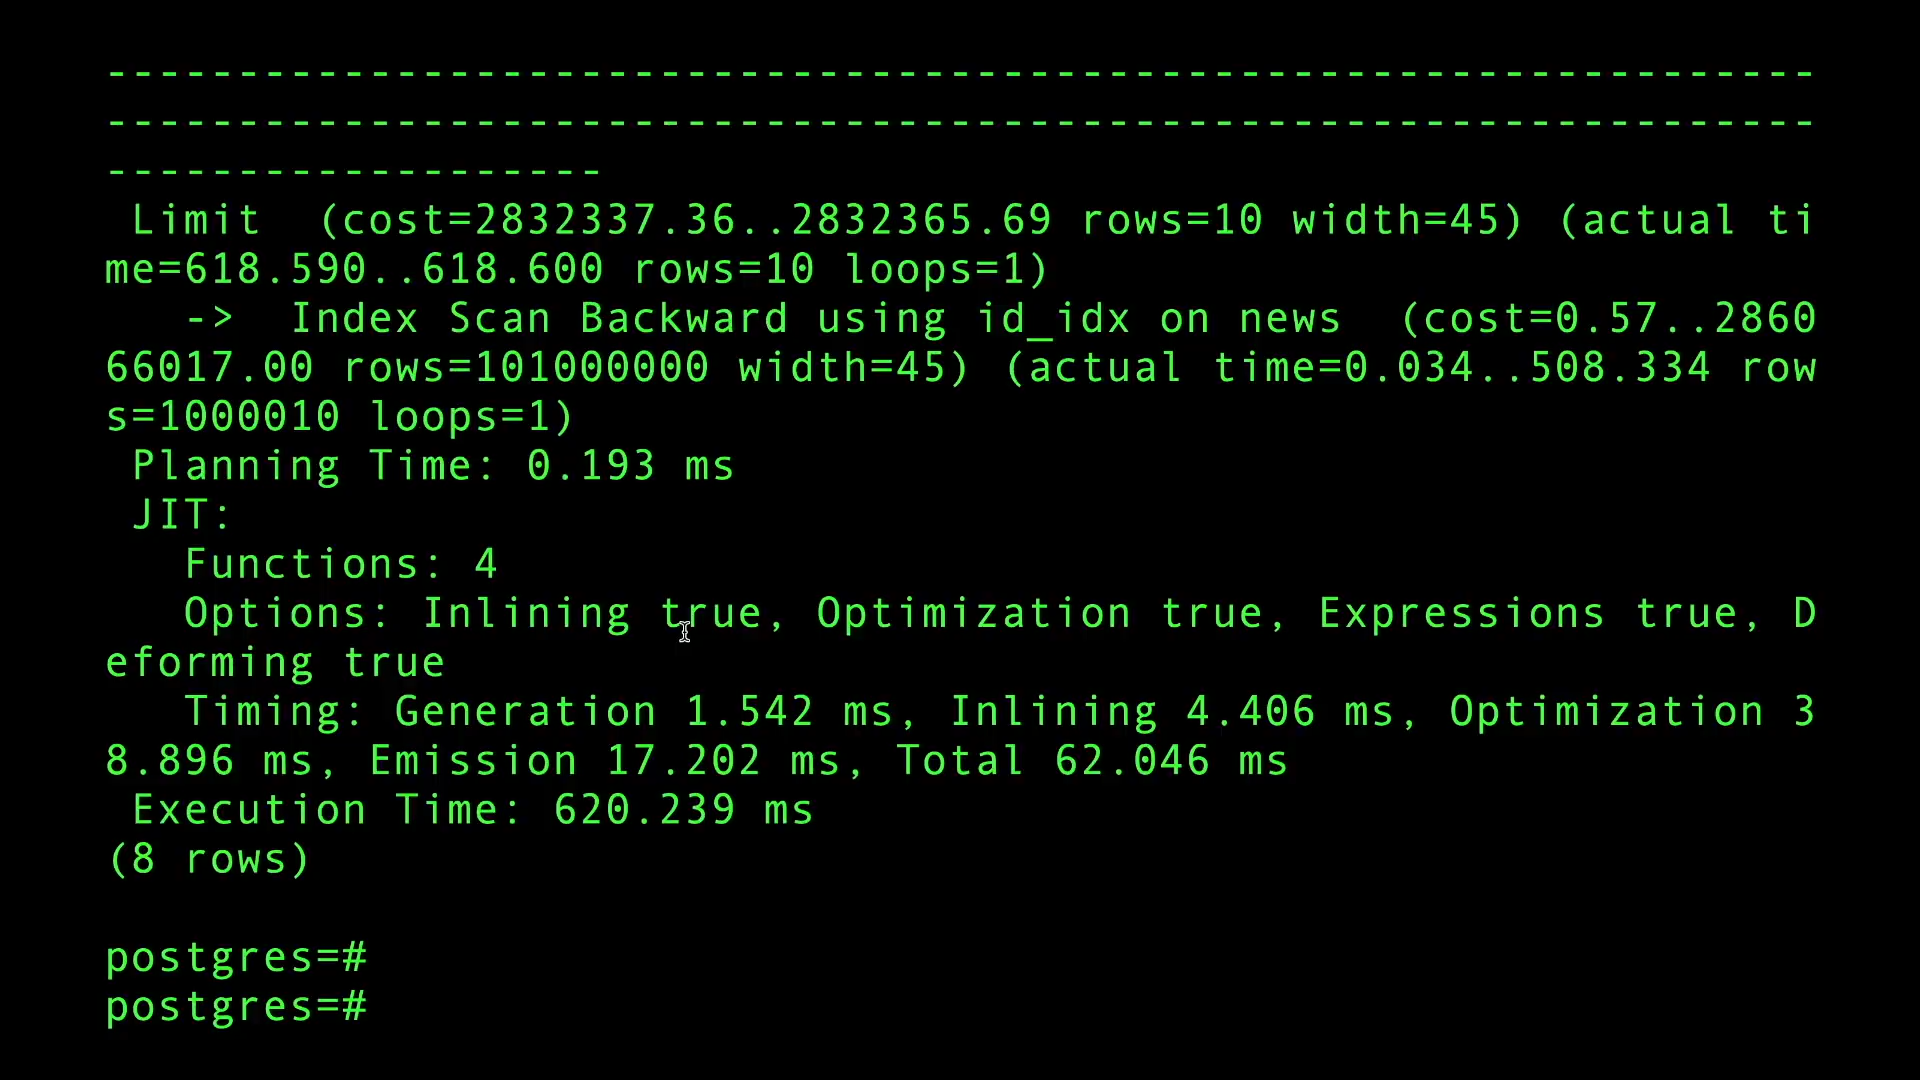 -----------------------------------------------------------------
-----------------------------------------------------------------
-------------------
 Limit  (cost=2832337.36..2832365.69 rows=10 width=45) (actual ti
me=618.590..618.600 rows=10 loops=1)
   ->  Index Scan Backward using id_idx on news  (cost=0.57..2860
66017.00 rows=101000000 width=45) (actual time=0.034..508.334 row
s=1000010 loops=1)
 Planning Time: 0.193 ms
 JIT:
   Functions: 4
   Options: Inlining true, Optimization true, Expressions true, D
eforming true
   Timing: Generation 1.542 ms, Inlining 4.406 ms, Optimization 3
8.896 ms, Emission 17.202 ms, Total 62.046 ms
 Execution Time: 620.239 ms
(8 rows)

postgres=#
postgres=#